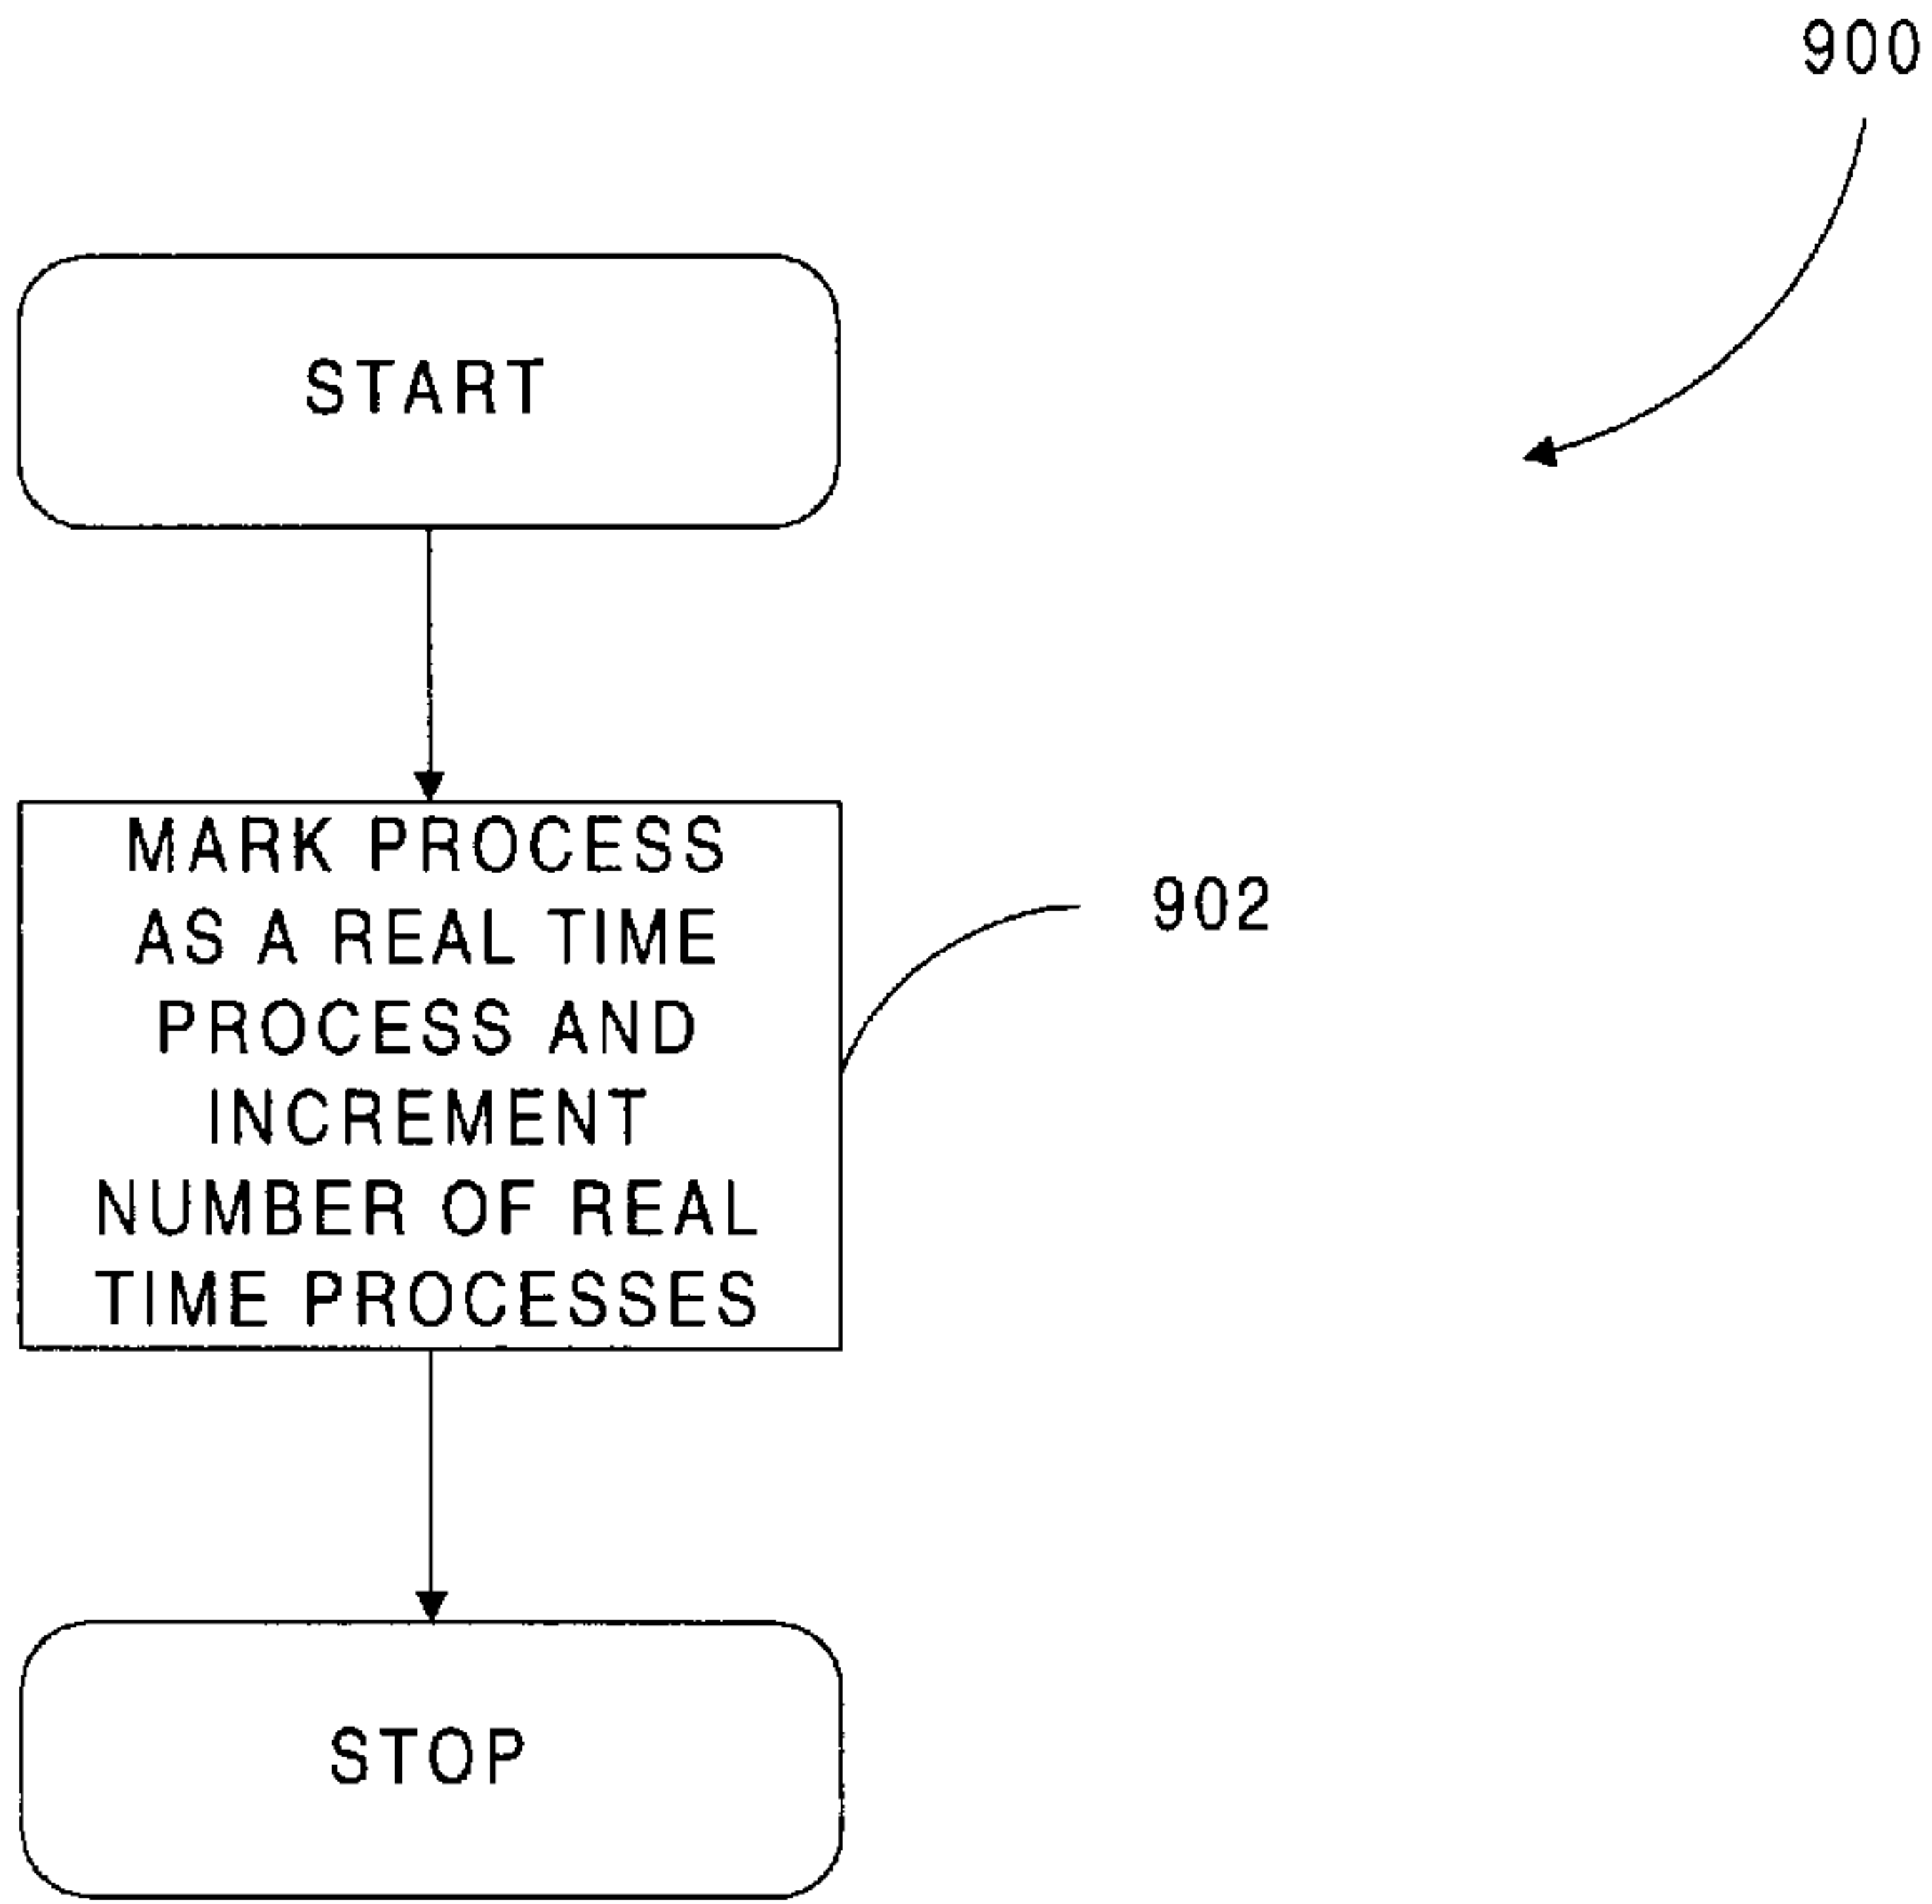 900
START
MARK PROCESS
AS A REAL TIME
PROCESS AND
INCREMENT
NUMBER OF REAL
TIME PROCESSES
902
STOP